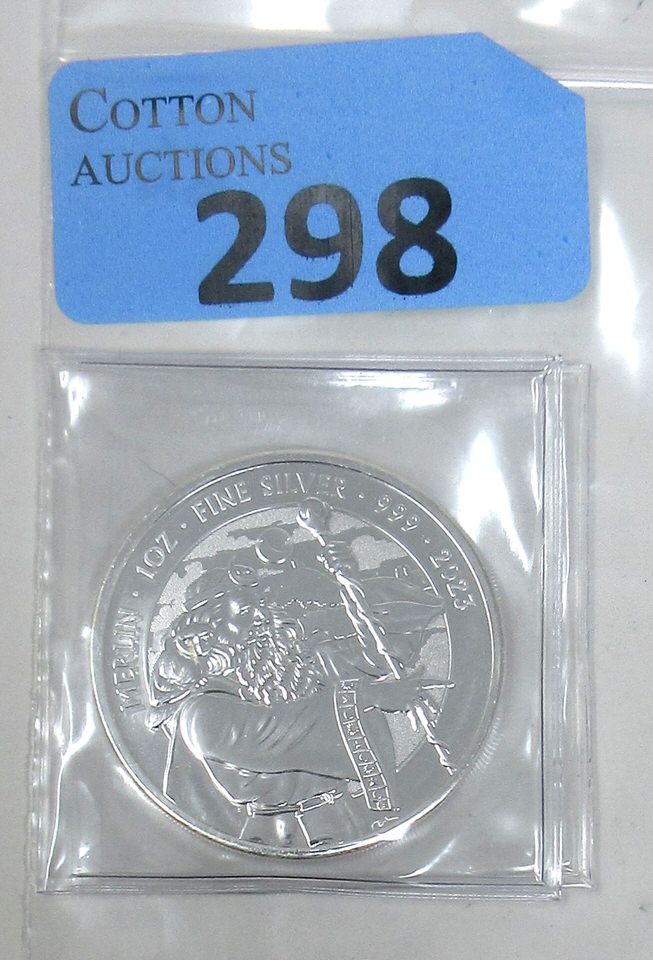 COTTON
AUCTIONS
298
MERLIN · 1OZ · FINE SILVER · 999 · 2023